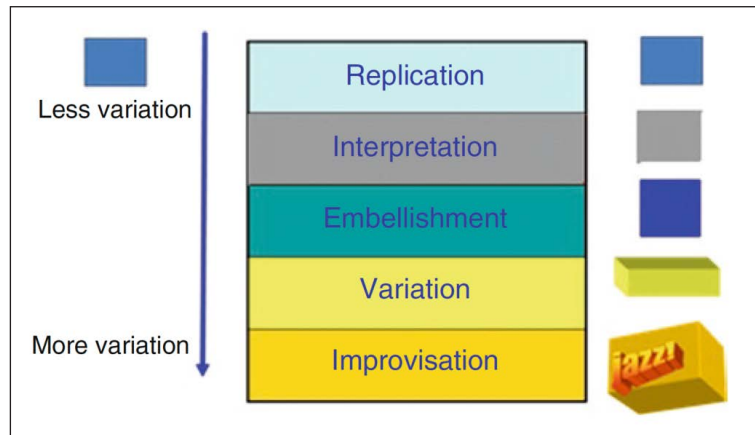 Less variation
More variation
Replication
Interpretation
Embellishment
Variation
Improvisation
jazz!